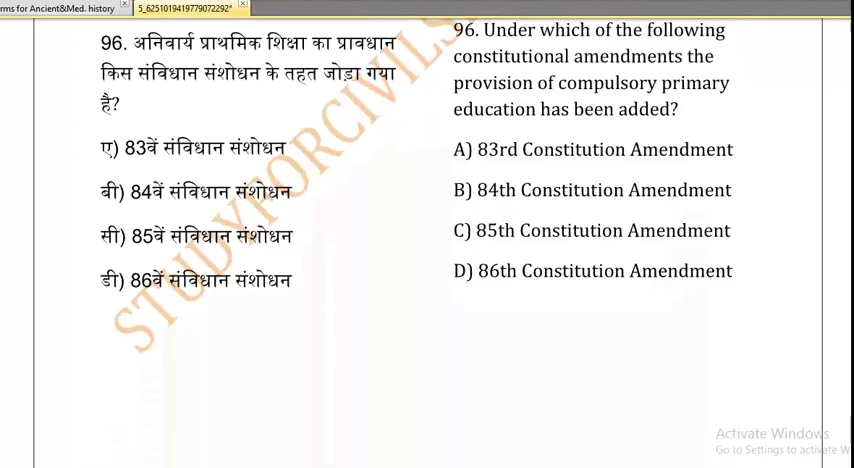 rms for Ancient&Med. history
5_6251019419779072292*
96. अनिवार्य प्राथमिक शिक्षा का प्रावधान
किस संविधान संशोधन के तहत जोड़ा गया
है?
ए) 83वें संविधान संशोधन
बी) 84वें संविधान संशोधन
सी) 85वें संविधान संशोधन
डी) 86वें संविधान संशोधन
96. Under which of the following
constitutional amendments the
provision of compulsory primary
education has been added?
A) 83rd Constitution Amendment
B) 84th Constitution Amendment
C) 85th Constitution Amendment
D) 86th Constitution Amendment
STUDYFORCIVILS
Activate Windows
Go to Settings to activate W